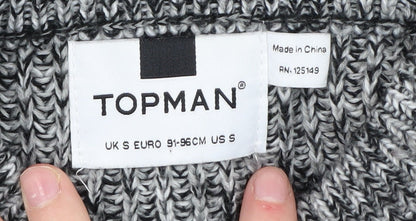 TOPMAN®
UK S EURO 91-96CM US S
Made in China
RN. 125149